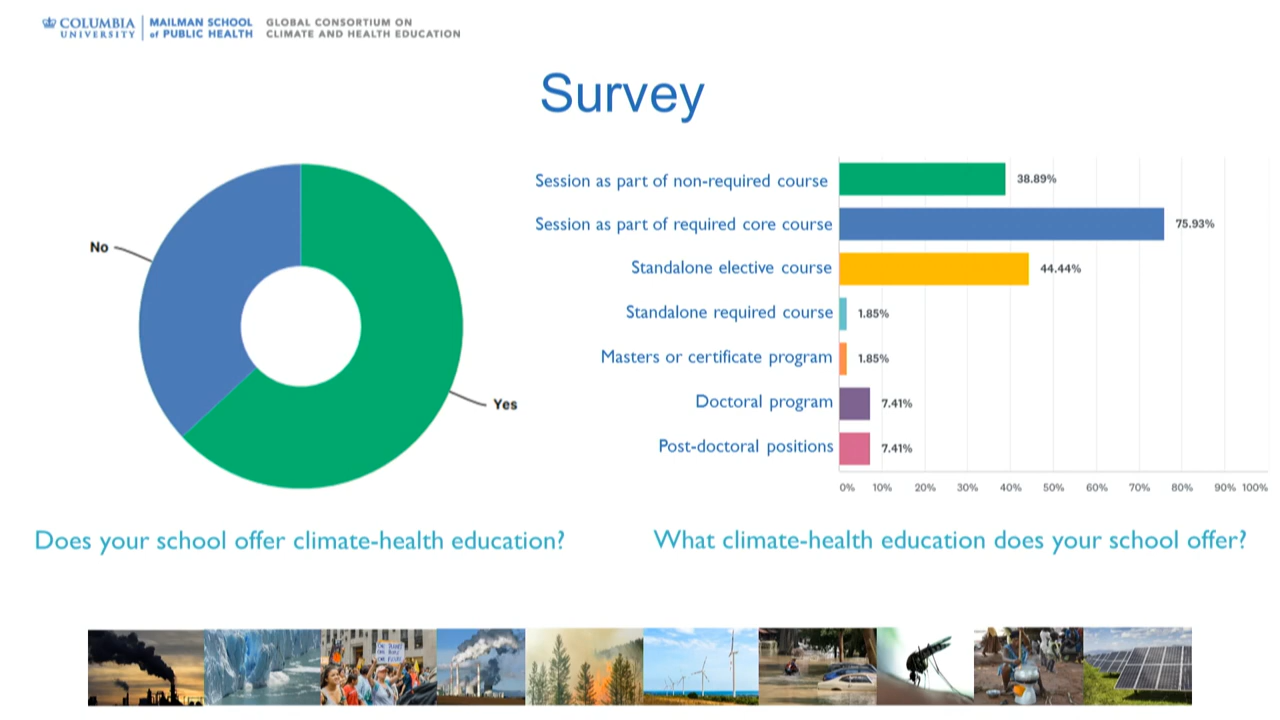 COLUMBIA UNIVERSITY
MAILMAN SCHOOL of PUBLIC HEALTH
GLOBAL CONSORTIUM ON CLIMATE AND HEALTH EDUCATION
Survey
No
Yes
Does your school offer climate-health education?
Session as part of non-required course 38.89%
Session as part of required core course 75.93%
Standalone elective course 44.44%
Standalone required course 1.85%
Masters or certificate program 1.85%
Doctoral program 7.41%
Post-doctoral positions 7.41%
0% 10% 20% 30% 40% 50% 60% 70% 80% 90% 100%
What climate-health education does your school offer?